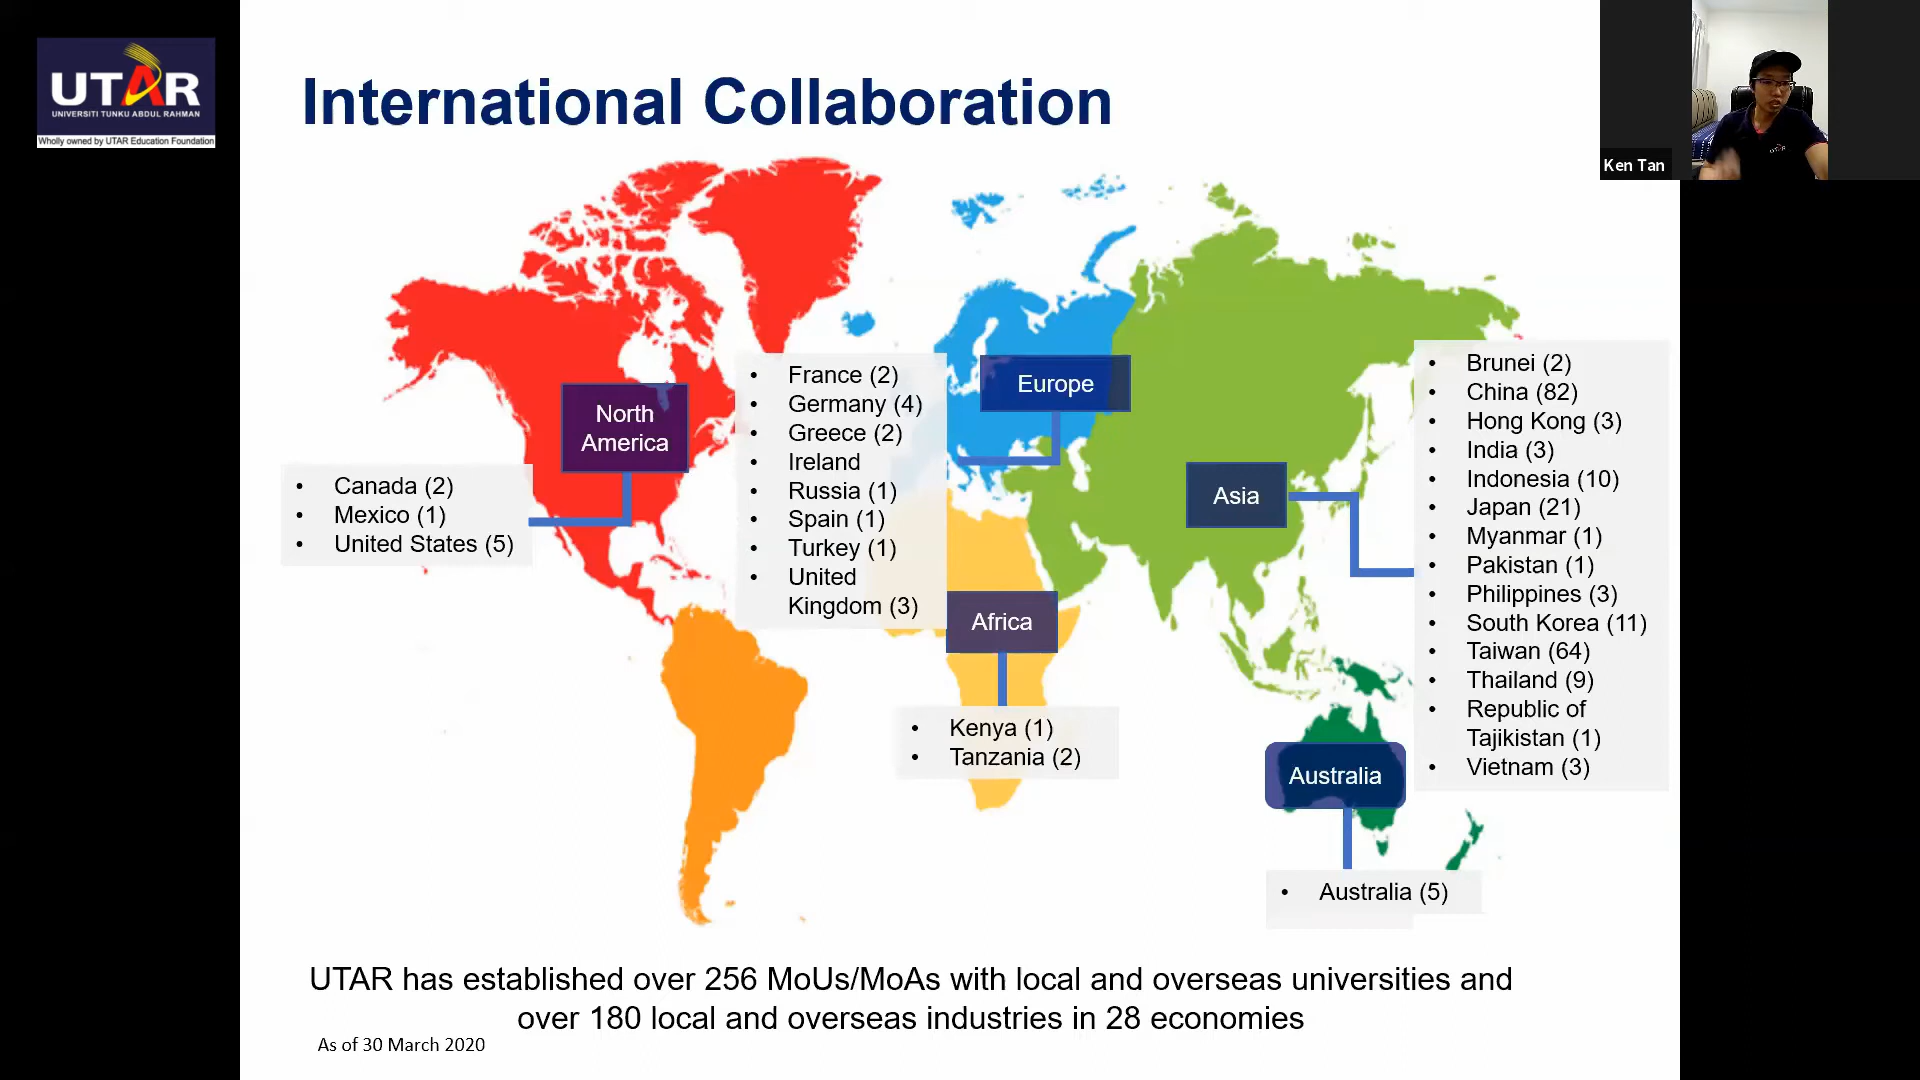 UTAR
UNIVERSITI TUNKU ABDUL RAHMAN
Wholly owned by UTAR Education Foundation
International Collaboration
Ken Tan
UTAR
North
America
• Canada (2)
• Mexico (1)
• United States (5)
Europe
• France (2)
• Germany (4)
• Greece (2)
• Ireland
• Russia (1)
• Spain (1)
• Turkey (1)
• United
Kingdom (3)
Africa
• Kenya (1)
• Tanzania (2)
Asia
• Brunei (2)
• China (82)
• Hong Kong (3)
• India (3)
• Indonesia (10)
• Japan (21)
• Myanmar (1)
• Pakistan (1)
• Philippines (3)
• South Korea (11)
• Taiwan (64)
• Thailand (9)
• Republic of
Tajikistan (1)
• Vietnam (3)
Australia
• Australia (5)
UTAR has established over 256 MoUs/MoAs with local and overseas universities and
over 180 local and overseas industries in 28 economies
As of 30 March 2020